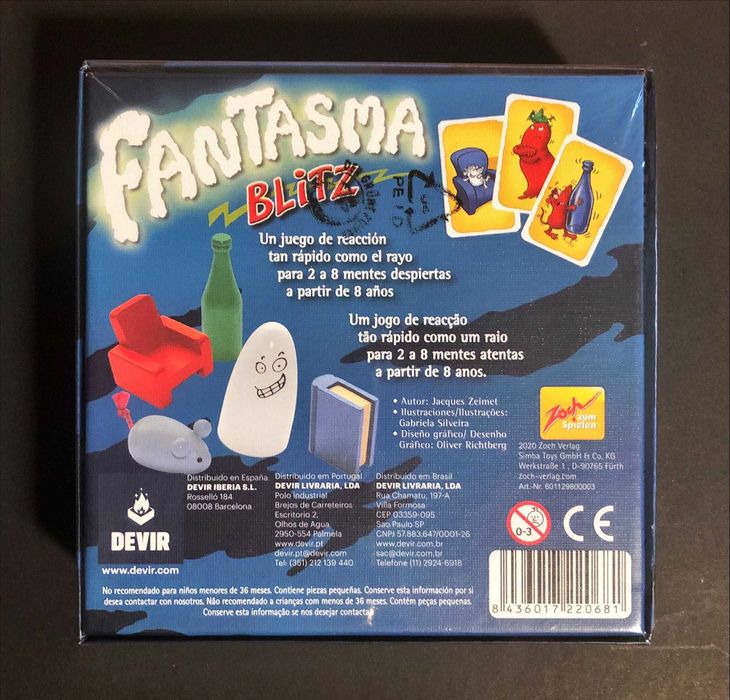 FANTASMA
BLiTZ
Un juego de reacción
tan rápido como el rayo
para 2 a 8 mentes despiertas
a partir de 8 años
Um jogo de reacção
tão rápido como um raio
para 2 a 8 mentes atentas
a partir de 8 anos.
• Autor: Jacques Zeimet
• Ilustraciones/Ilustrações:
Gabriela Silveira
• Diseño gráfico/ Desenho
Gráfico: Oliver Richtberg
Zoch zum
Spielen
2020 Zoch Verlag
Simba Toys GmbH & Co. KG
Werkstraße 1 , D-90765 Fürth
zoch-verlag.com
Art.-Nr. 601129800003
Distribuido en España
DEVIR IBERIA S.L.
Rosselló 184
08008 Barcelona
Distribuido em Portugal
DEVIR LIVRARIA, LDA
Polo Industrial
Brejos de Carreteiros
Escritorio 2,
Olhos de Agua,
2950-554 Palmela
www.devir.pt
devir.pt@devir.com
Tel: (351) 212 139 440
Distribuido em Brasil
DEVIR LIVRARIA, LDA
Rua Chamatu, 197-A
Villa Formosa
CEP 03359-095
Sao Paulo SP
CNPJ 57.883.647/0001-26
www.devir.com.br
sac@devir.com.br
Telefone (11) 2924-6918
DEVIR
www.devir.com
0-3
CE
No recomendado para niños menores de 36 meses. Contiene piezas pequeñas. Conserve esta información por si
desea contactar con nosotros. Não recomendado a crianças com menos de 36 meses. Contém peças pequenas.
Conserve esta informação se nos desejar contactar.
8 436017 220681